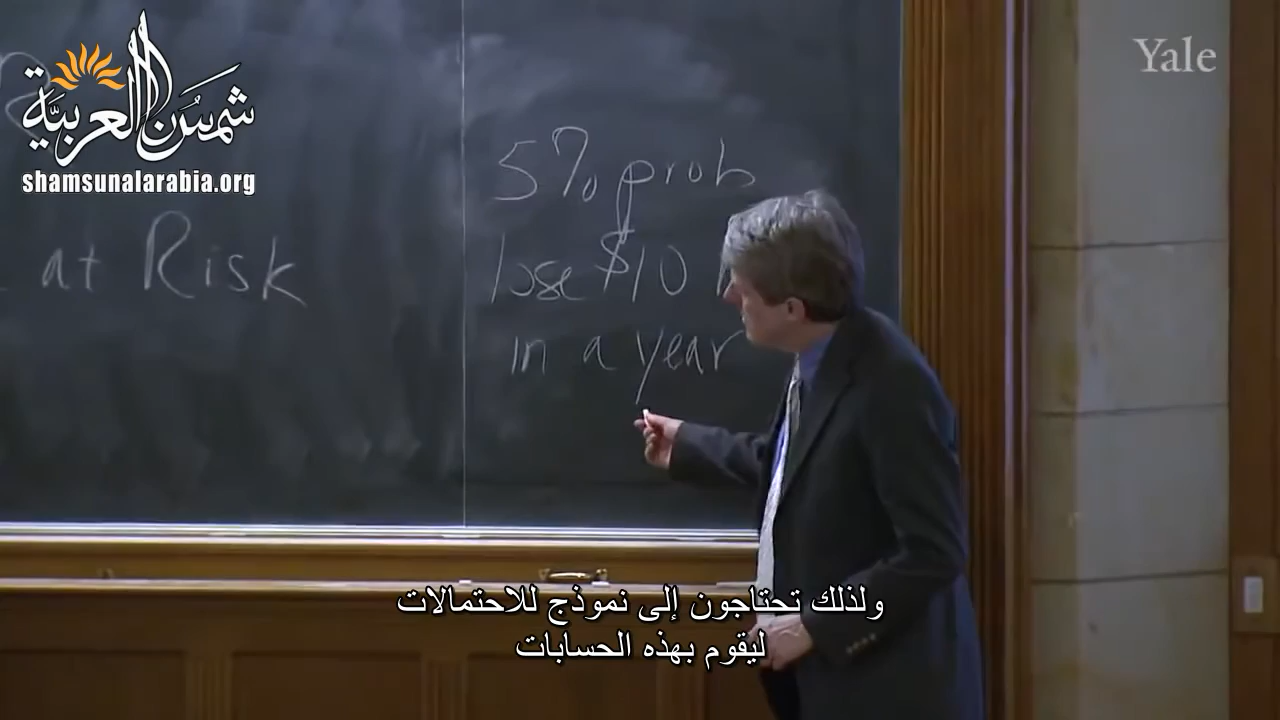 شمس العربية
shamsunalarabia.org
Yale
at Risk
5% prob
lose $10
in a year
ولذلك تحتاجون إلى نموذج للاحتمالات
ليقوم بهذه الحسابات